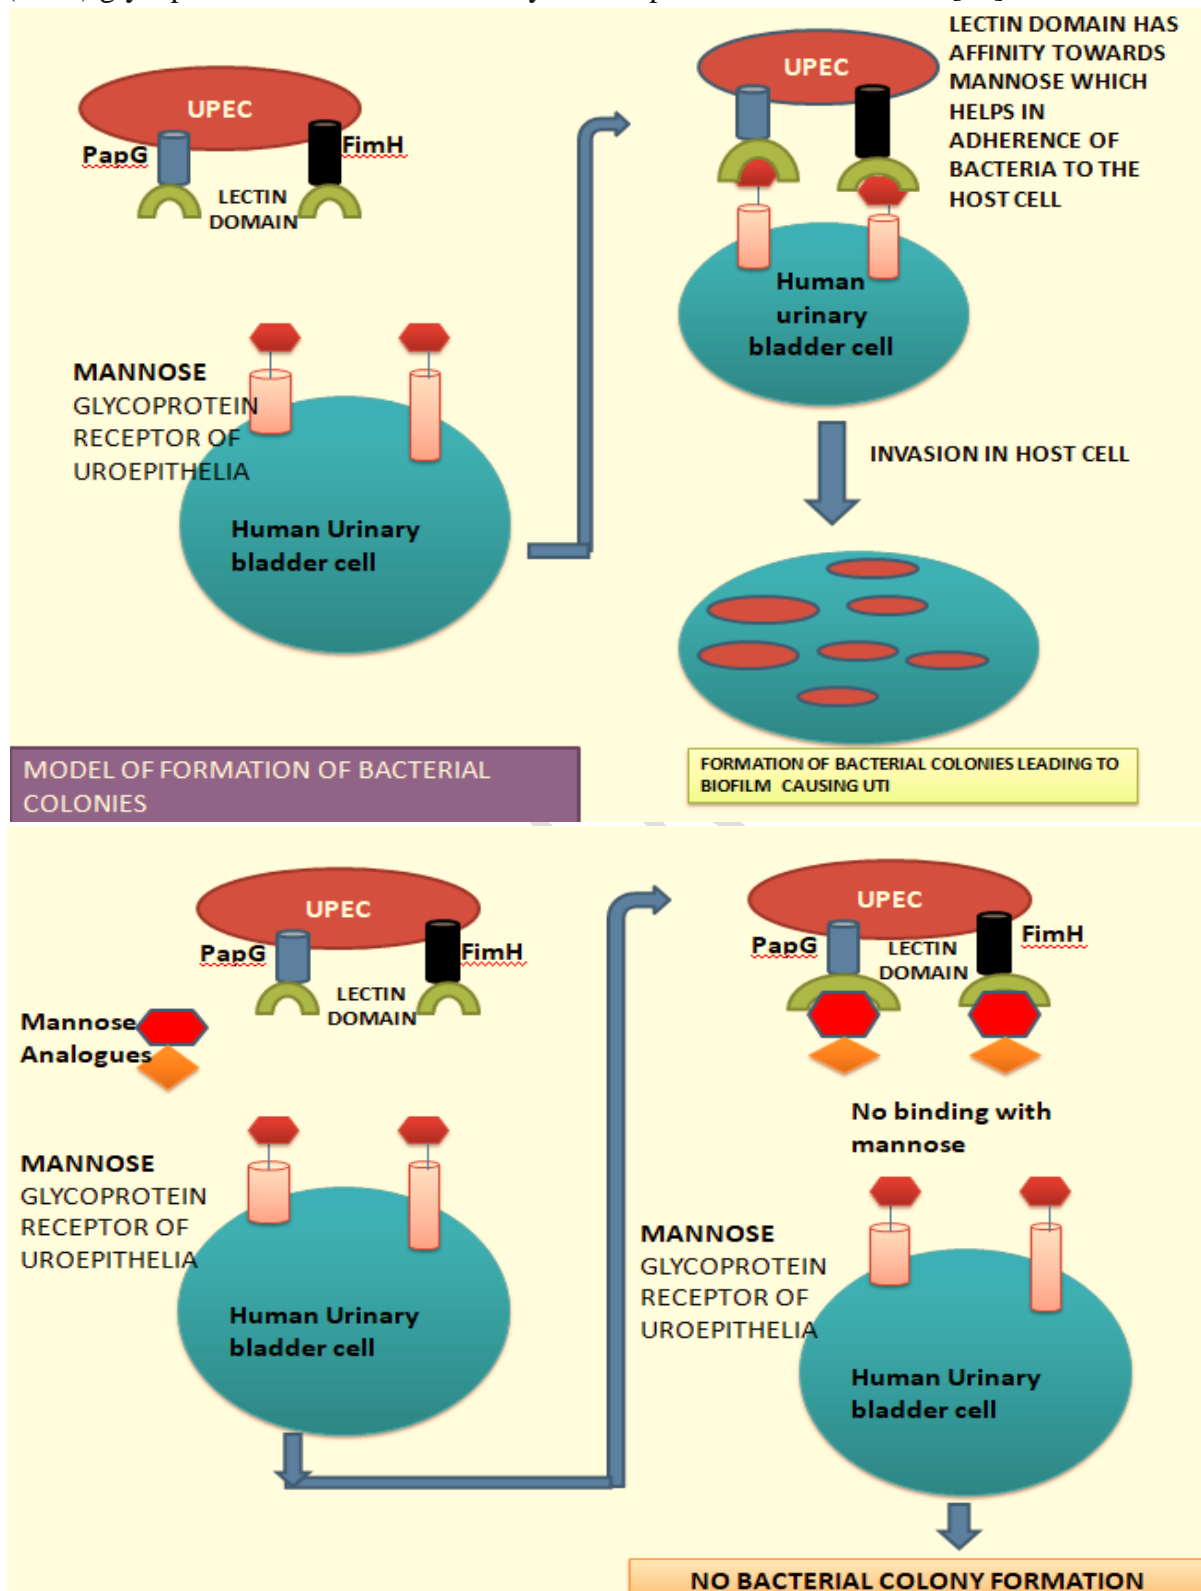 UPEC
PapG
FimH
LECTIN
DOMAIN
MANNOSE
GLYCOPROTEIN
RECEPTOR OF
UROEPITHELIA
Human Urinary
bladder cell
UPEC
LECTIN DOMAIN HAS
AFFINITY TOWARDS
MANNOSE WHICH
HELPS IN
ADHERENCE OF
BACTERIA TO THE
HOST CELL
Human
urinary
bladder cell
INVASION IN HOST CELL
MODEL OF FORMATION OF BACTERIAL
COLONIES
FORMATION OF BACTERIAL COLONIES LEADING TO
BIOFILM CAUSING UTI
UPEC
PapG
FimH
LECTIN
DOMAIN
Mannose
Analogues
MANNOSE
GLYCOPROTEIN
RECEPTOR OF
UROEPITHELIA
Human Urinary
bladder cell
UPEC
PapG
FimH
LECTIN
DOMAIN
No binding with
mannose
MANNOSE
GLYCOPROTEIN
RECEPTOR OF
UROEPITHELIA
Human Urinary
bladder cell
NO BACTERIAL COLONY FORMATION